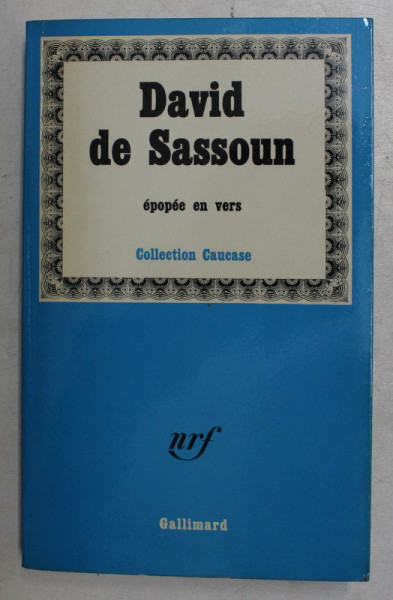 David
de Sassoun
épopée en vers
Collection Caucase
nrf
Gallimard